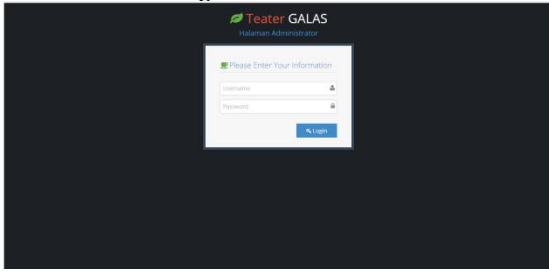 Teater GALAS
Halaman Administrator
Please Enter Your Information
Username
Password
Login